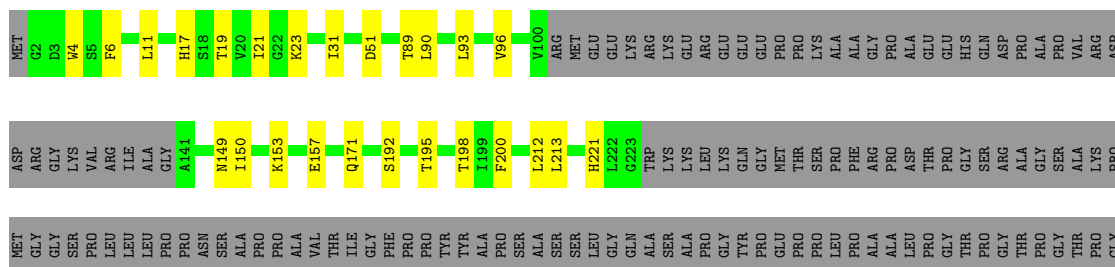 MET G2 D3 W4 S5 F6 L11 H17 S18 T19 V20 I21 G22 K23 I31 D51 T89 L90 L93 V96 V100 ARG MET GLU GLU LYS ARG LYS GLU ARG GLU GLU GLU PRO PRO LYS ALA ALA GLY PRO ALA GLU GLU HIS GLN ASP PRO ALA PRO VAL ARG ASP
ASP ARG GLY LYS VAL ARG ILE ALA GLY A141 N149 I150 K153 E157 Q171 S192 T195 T198 I199 F200 L212 L213 H221 L222 G223 TRP LYS LYS LEU LYS GLN GLY MET THR SER PRO PHE ARG PRO ASP THR PRO GLY SER ARG ALA GLY SER ALA LYS PRO
MET GLY GLY SER PRO LEU LEU LEU PRO PRO ASN SER ALA PRO PRO ALA VAL THR ILE GLY PHE PRO PRO TYR TYR ALA PRO SER ALA SER SER LEU GLY GLN ALA SER ALA PRO GLY TYR PRO GLU PRO PRO LEU PRO ALA ALA LEU PRO GLY THR PRO GLY THR PRO GLY THR PRO GLY